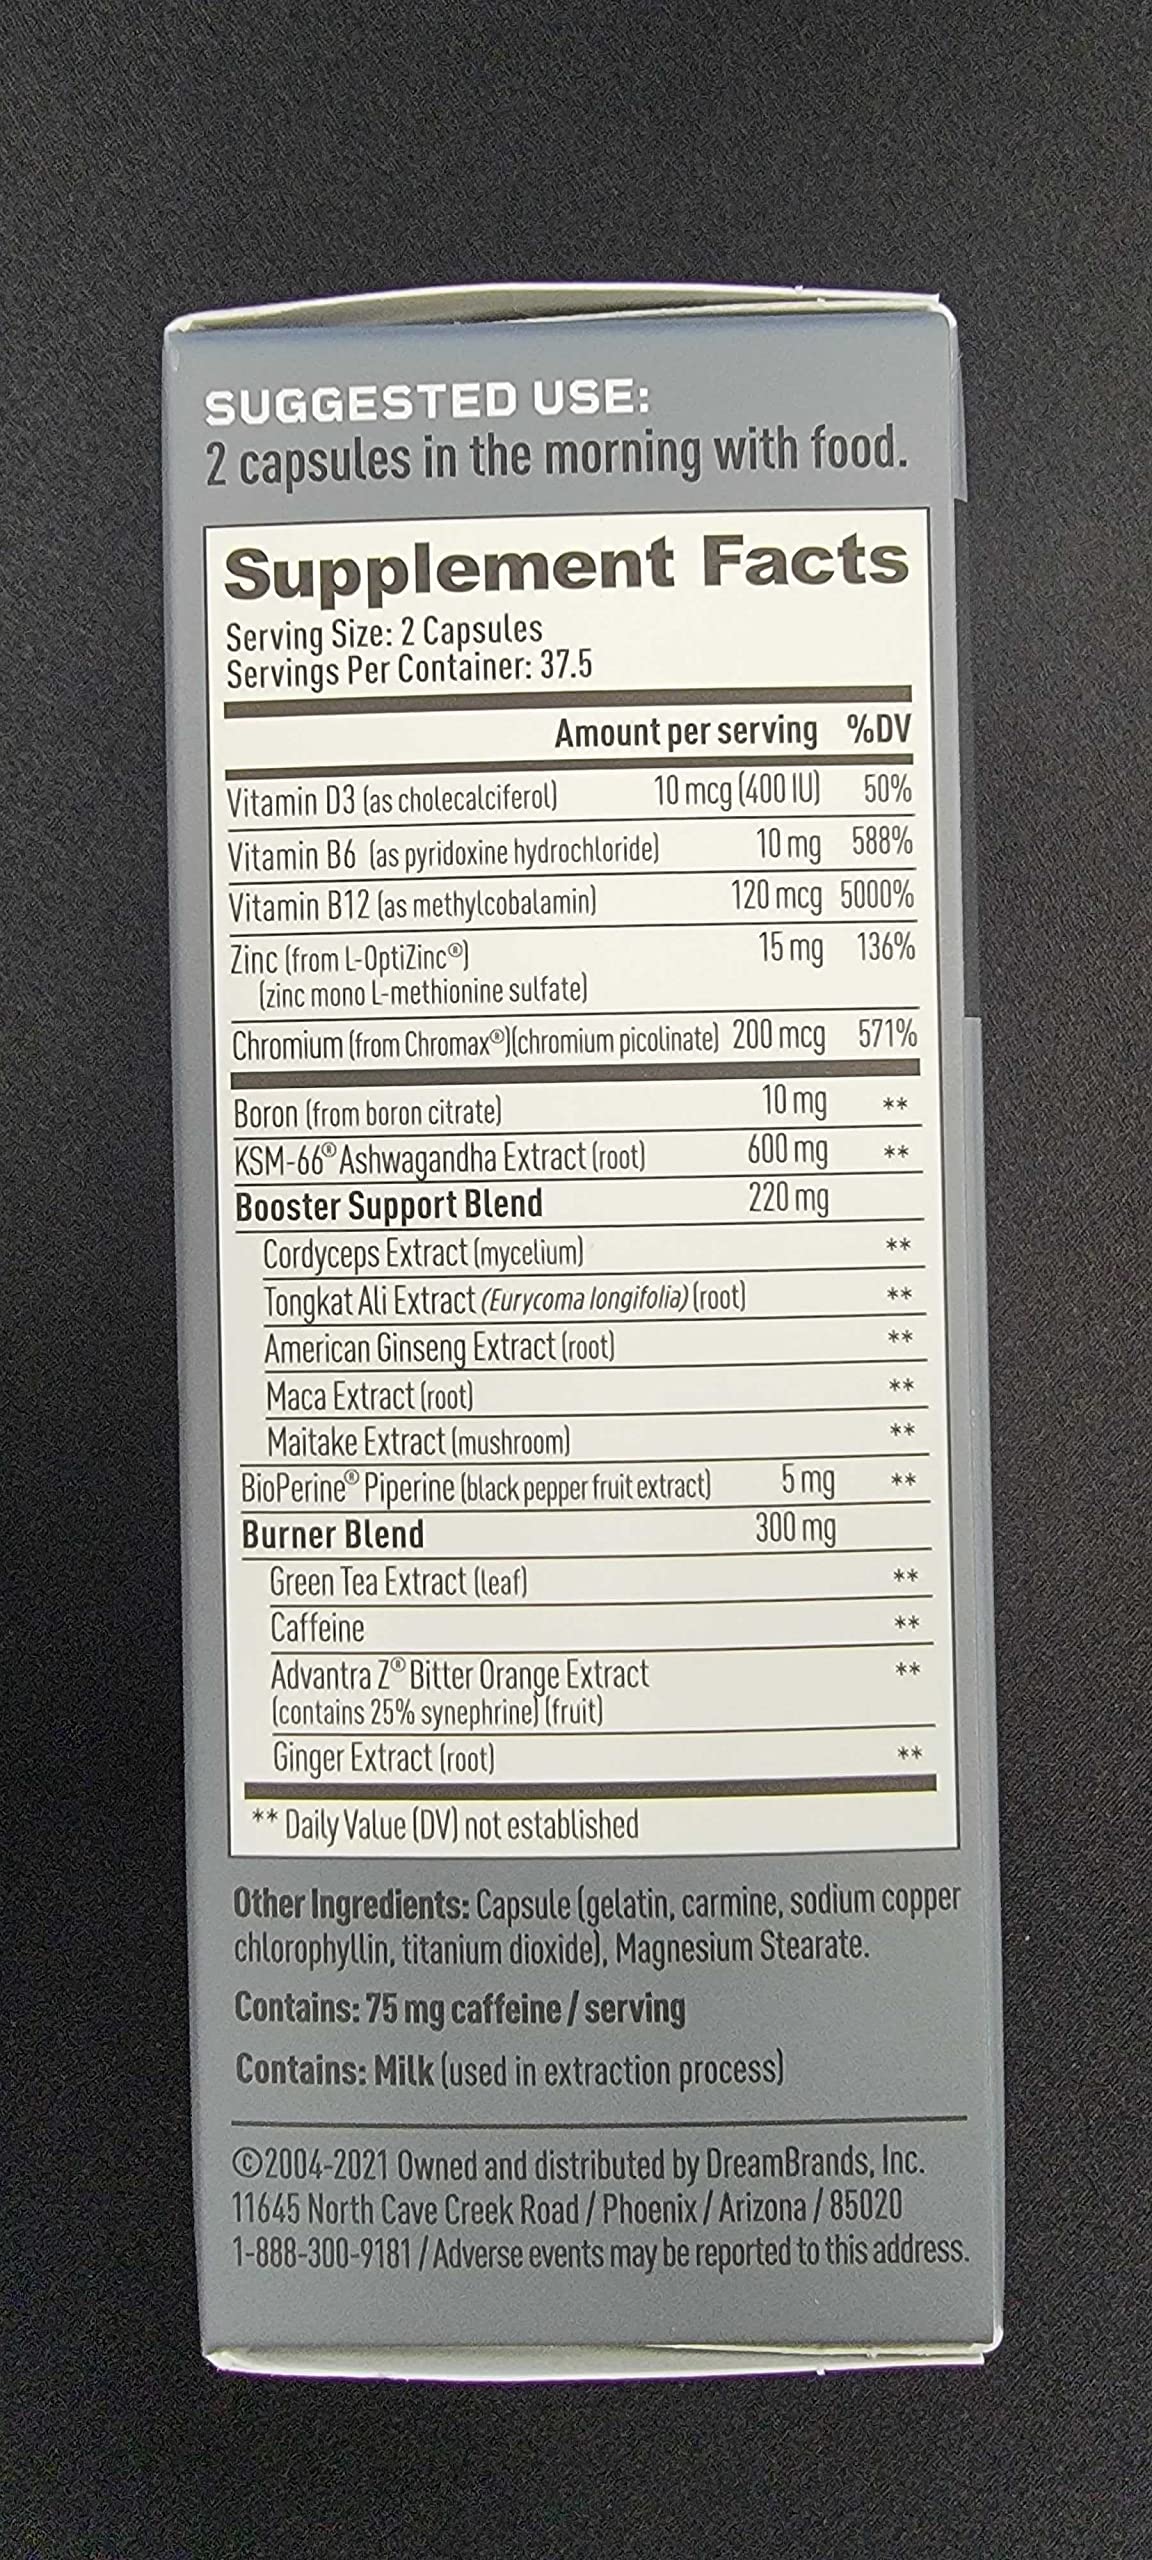 SUGGESTED USE:
2 capsules in the morning with food.
Supplement Facts
Serving Size: 2 Capsules
Servings Per Container: 37.5
Amount per serving %DV
Vitamin D3 (as cholecalciferol) 10 mcg (400 IU) 50%
Vitamin B6 (as pyridoxine hydrochloride) 10 mg 588%
Vitamin B12 (as methylcobalamin) 120 mcg 5000%
Zinc (from L-OptiZinc®) 15 mg 136%
(zinc mono L-methionine sulfate)
Chromium (from Chromax®)(chromium picolinate) 200 mcg 571%
Boron (from boron citrate) 10 mg **
KSM-66® Ashwagandha Extract (root) 600 mg **
Booster Support Blend 220 mg
Cordyceps Extract (mycelium) **
Tongkat Ali Extract (Eurycoma longifolia) (root) **
American Ginseng Extract (root) **
Maca Extract (root) **
Maitake Extract (mushroom) **
BioPerine® Piperine (black pepper fruit extract) 5 mg **
Burner Blend 300 mg
Green Tea Extract (leaf) **
Caffeine **
Advantra Z® Bitter Orange Extract **
(contains 25% synephrine) (fruit)
Ginger Extract (root) **
** Daily Value (DV) not established
Other Ingredients: Capsule (gelatin, carmine, sodium copper
chlorophyllin, titanium dioxide), Magnesium Stearate.
Contains: 75 mg caffeine / serving
Contains: Milk (used in extraction process)
©2004-2021 Owned and distributed by DreamBrands, Inc.
11645 North Cave Creek Road / Phoenix / Arizona / 85020
1-888-300-9181 / Adverse events may be reported to this address.